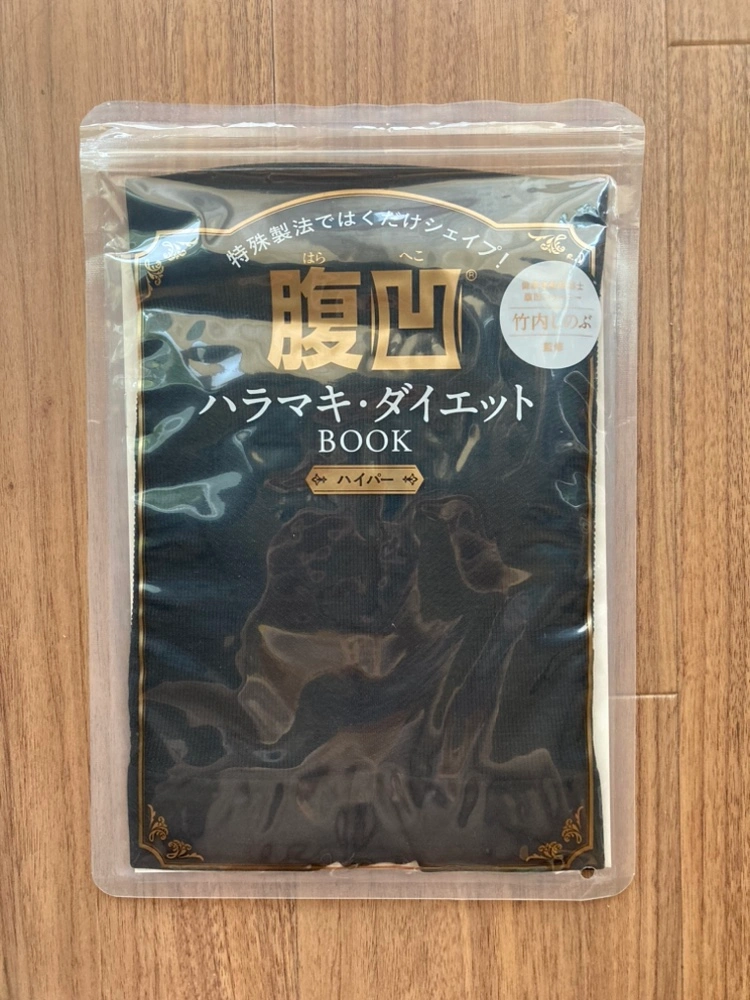 特殊製法ではくだけシェイプ!
はら へこ
腹凹®
ハラマキ・ダイエット
BOOK
ハイパー
竹内
監修